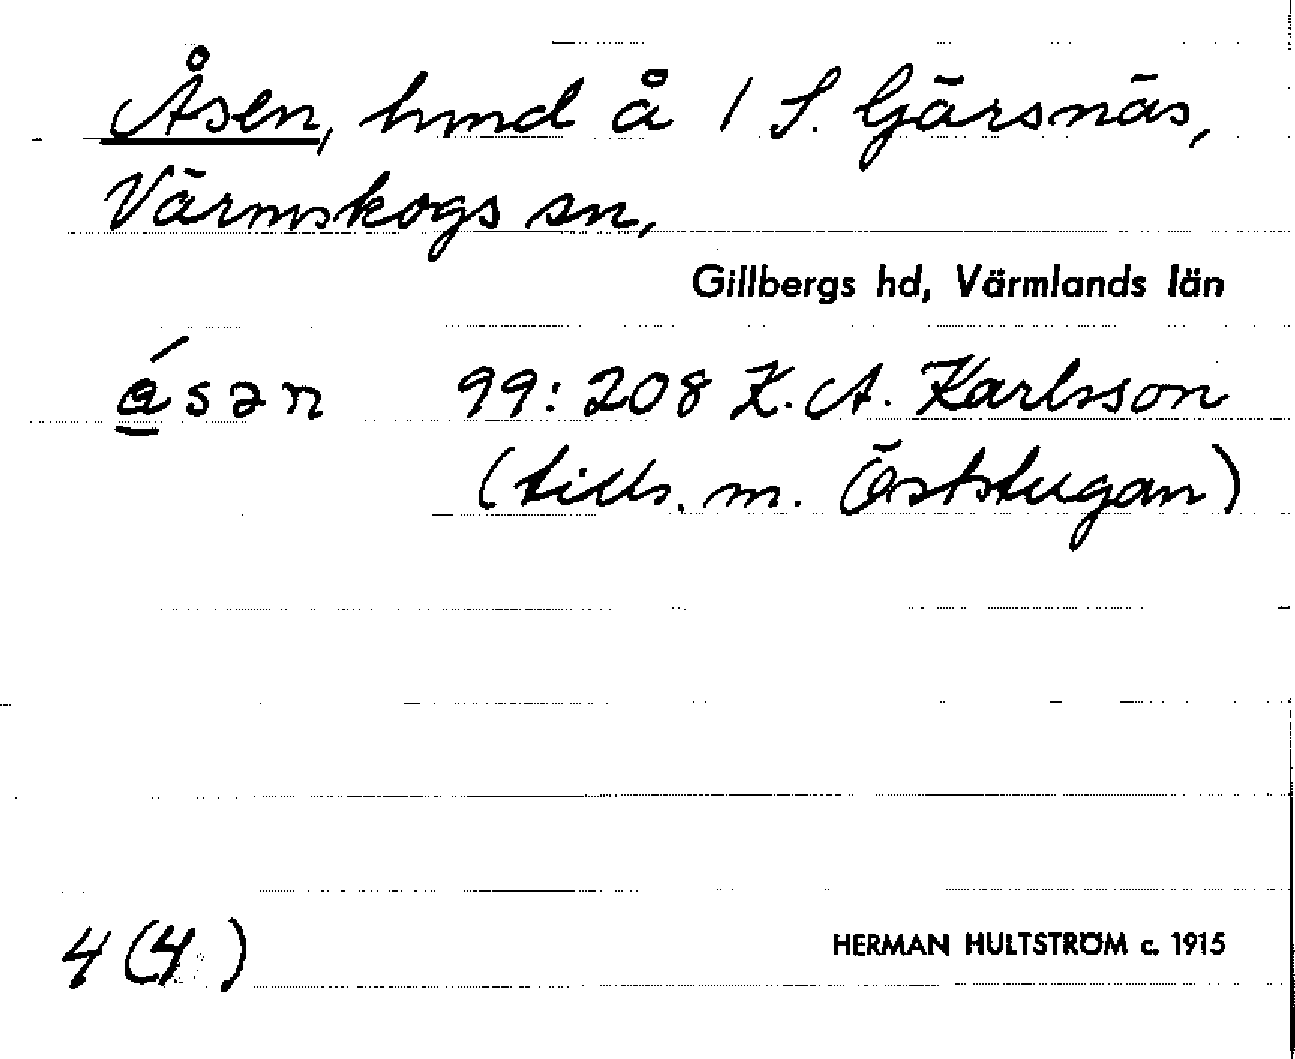 Åsen, hmd å 1 S. Gärsnäs,
Värmskogs sn,
Gillbergs hd, Värmlands län
ǻsən 99:208 K. A. Karlsson
(tills. m. Öststugan)
4 (4 )
HERMAN HULTSTRÖM c. 1915